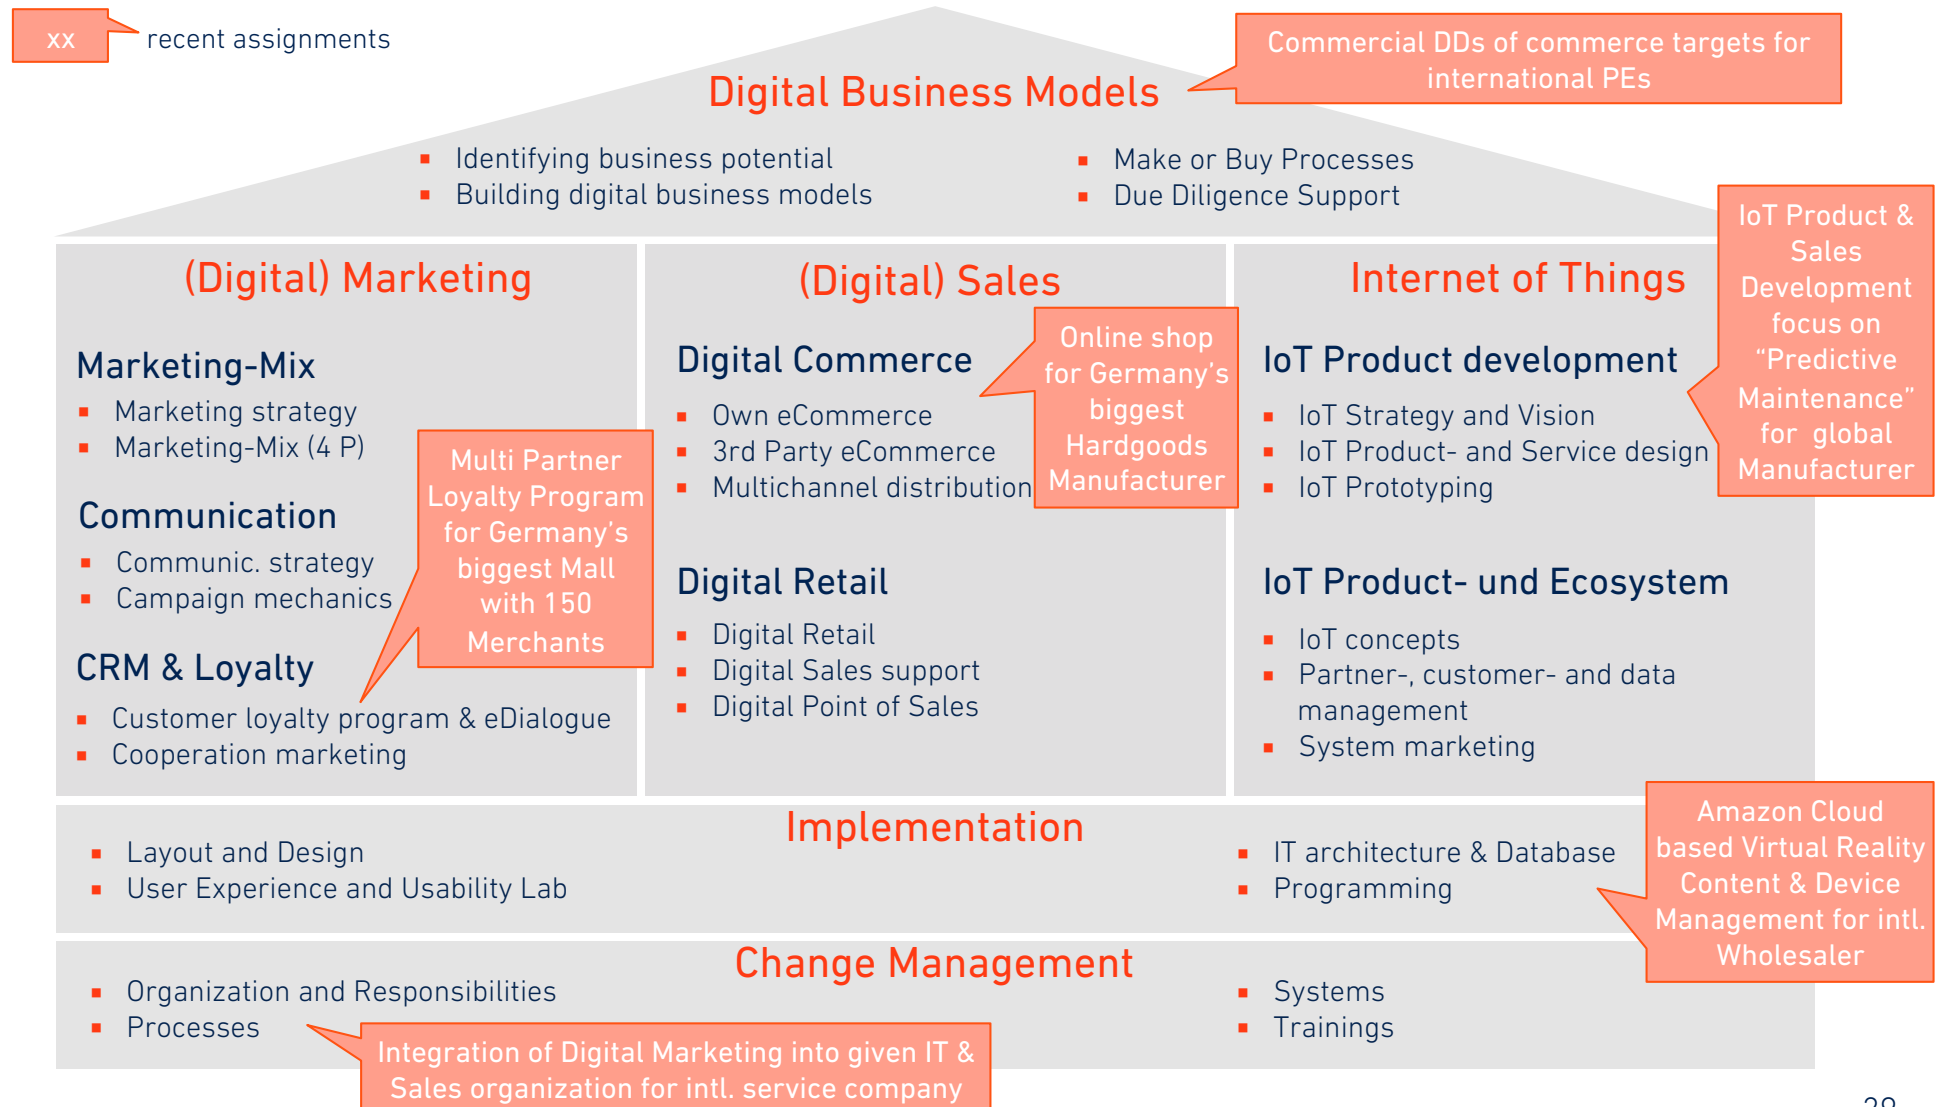 xx
recent assignments
Digital Business Models
Commercial DDs of commerce targets for
international PEs
Identifying business potential
Building digital business models
Make or Buy Processes
Due Diligence Support
(Digital) Marketing
Marketing-Mix
Marketing strategy
Marketing-Mix (4 P)
Communication
Communic. strategy
Campaign mechanics
CRM & Loyalty
Customer loyalty program & eDialogue
Cooperation marketing
Multi Partner
Loyalty Program
for Germany’s
biggest Mall
with 150
Merchants
(Digital) Sales
Digital Commerce
Own eCommerce
3rd Party eCommerce
Multichannel distribution
Online shop
for Germany’s
biggest
Hardgoods
Manufacturer
Digital Retail
Digital Retail
Digital Sales support
Digital Point of Sales
Internet of Things
IoT Product development
IoT Strategy and Vision
IoT Product- and Service design
IoT Prototyping
IoT Product &
Sales
Development
focus on
“Predictive
Maintenance”
for global
Manufacturer
IoT Product- und Ecosystem
IoT concepts
Partner-, customer- and data
management
System marketing
Implementation
Layout and Design
User Experience and Usability Lab
IT architecture & Database
Programming
Amazon Cloud
based Virtual Reality
Content & Device
Management for intl.
Wholesaler
Change Management
Organization and Responsibilities
Processes
Systems
Trainings
Integration of Digital Marketing into given IT &
Sales organization for intl. service company